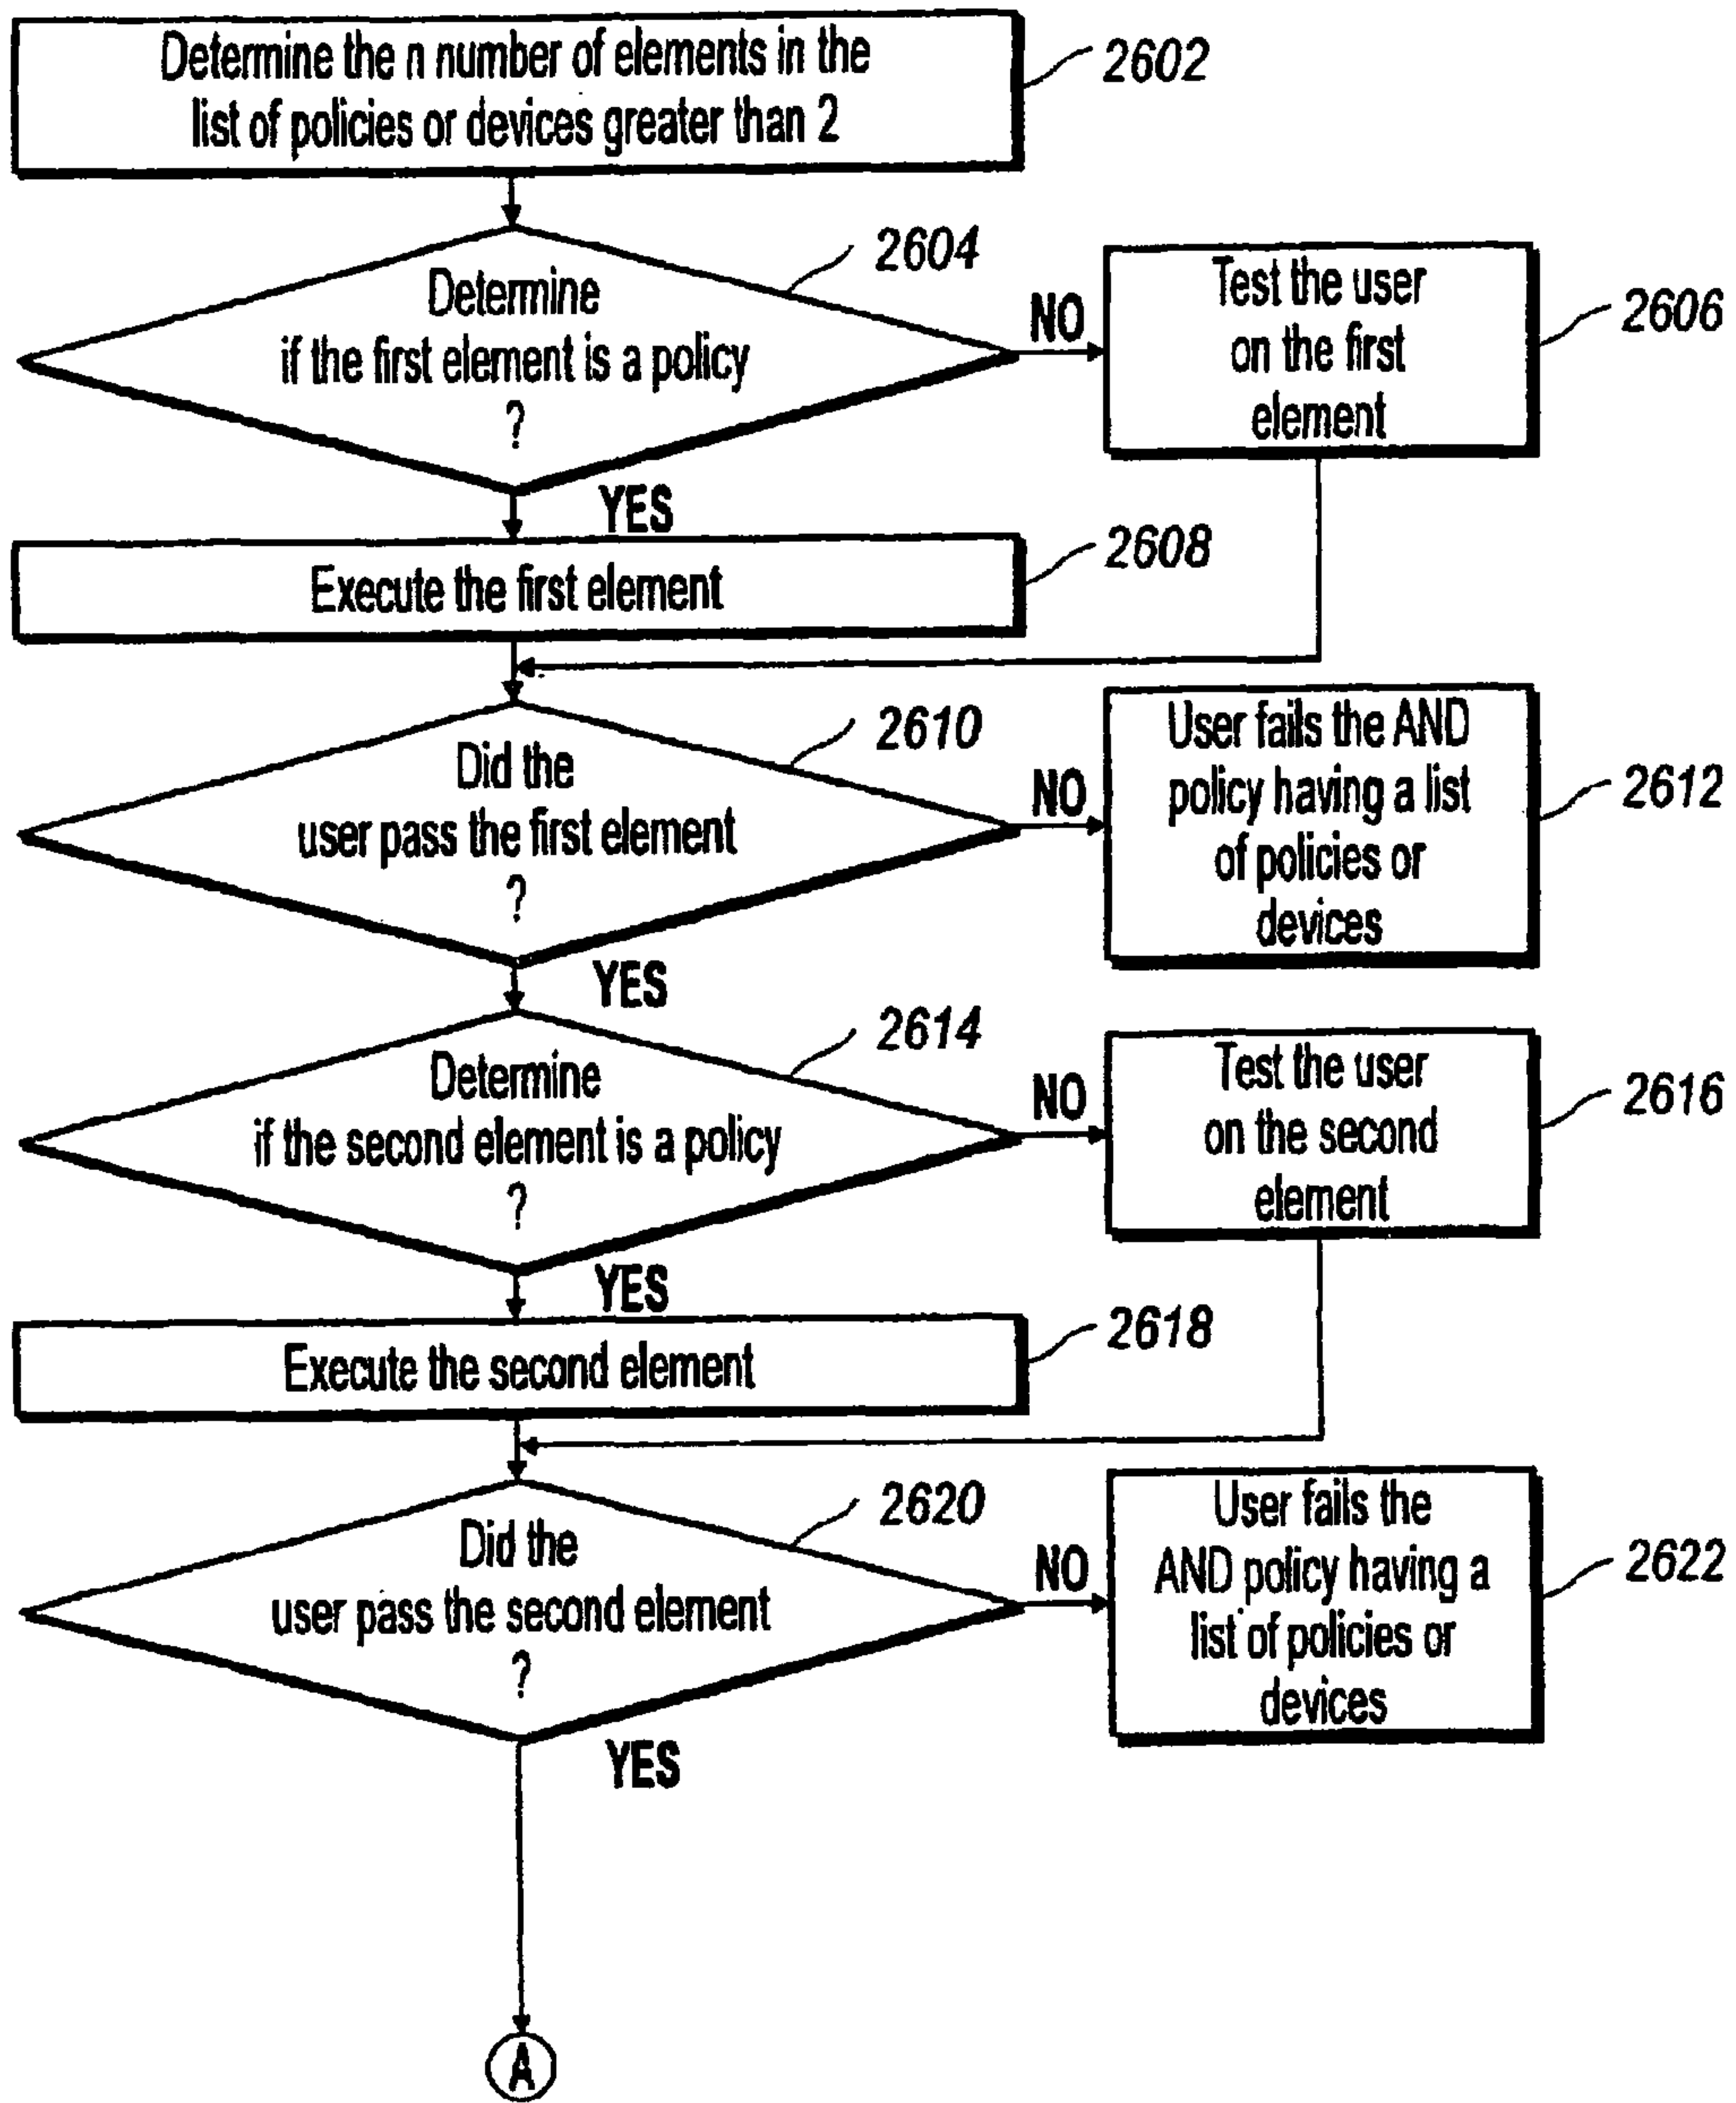 Determine the n number of elements in the
list of policies or devices greater than 2
2602
2604
Determine
if the first element is a policy
?
NO
Test the user
on the first
element
2606
YES
2608
Execute the first element
2610
Did the
user pass the first element
?
NO
User fails the AND
policy having a list
of policies or
devices
2612
YES
2614
Determine
if the second element is a policy
?
NO
Test the user
on the second
element
2616
YES
2618
Execute the second element
2620
Did the
user pass the second element
?
NO
User fails the
AND policy having a
list of policies or
devices
2622
YES
A